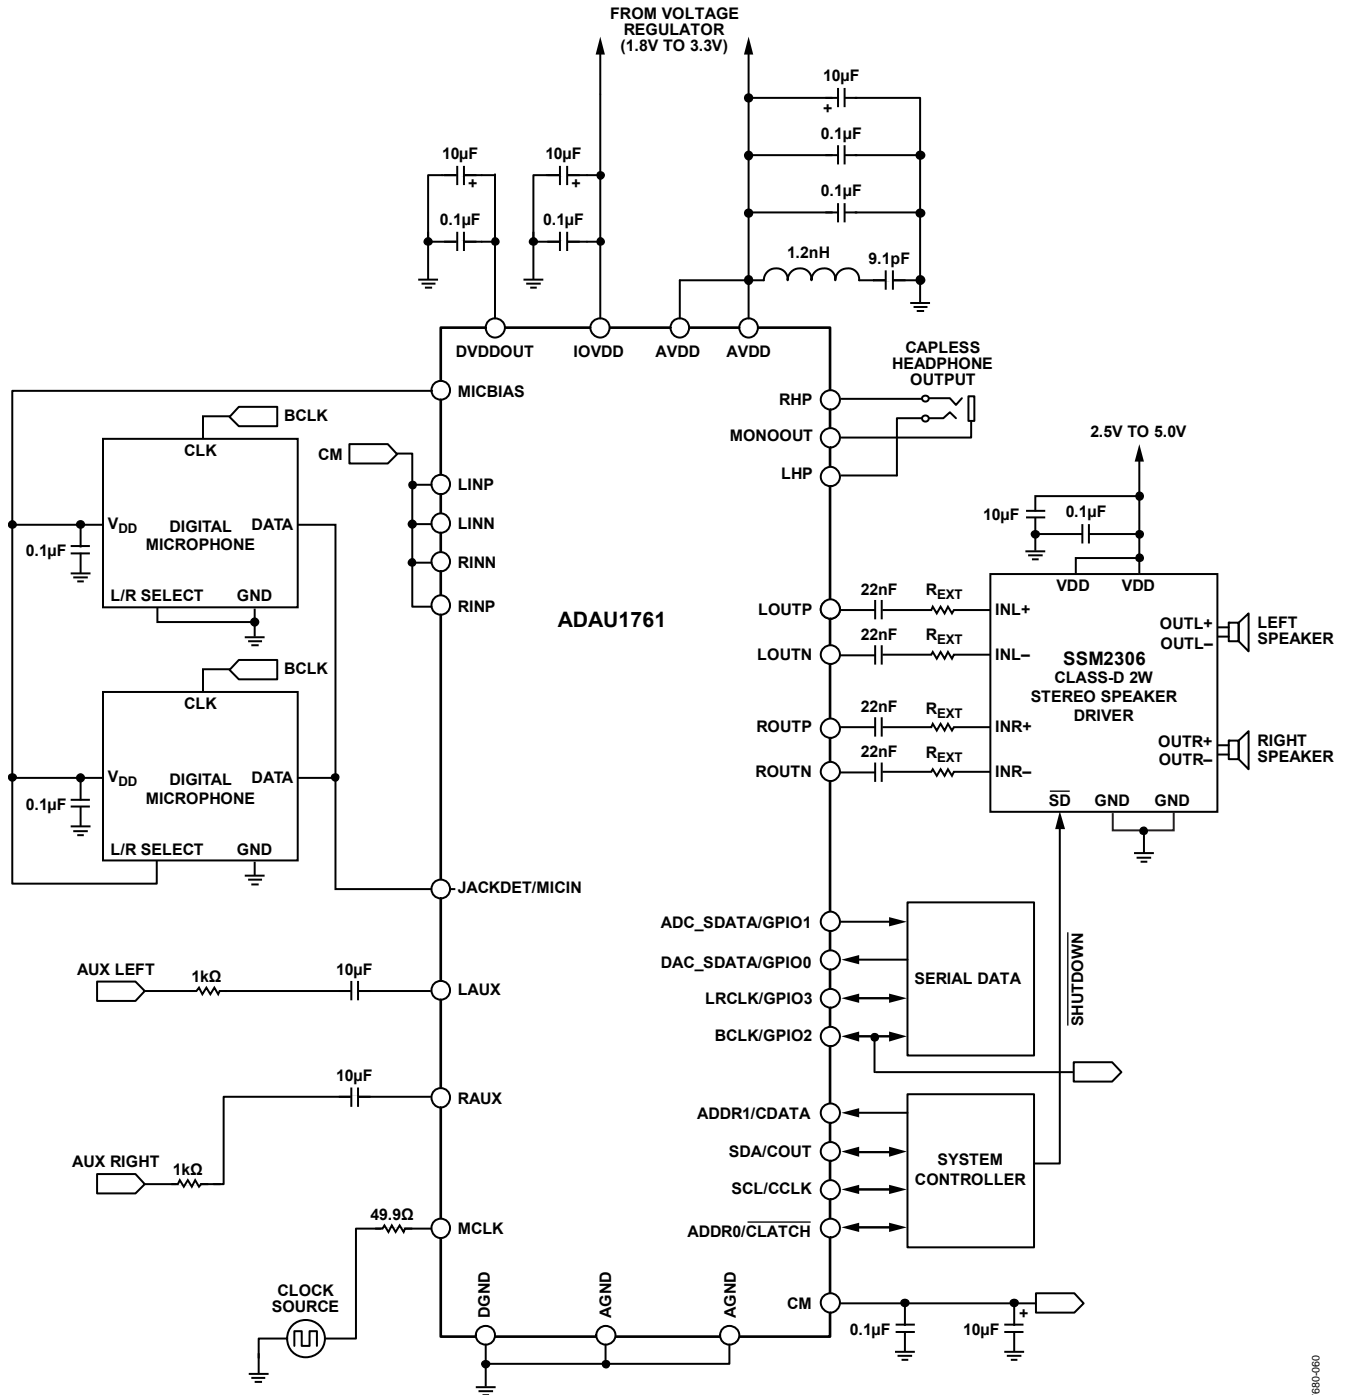 FROM VOLTAGE
REGULATOR
(1.8V TO 3.3V)
10µF
+
0.1µF
0.1µF
10µF
+
10µF
+
0.1µF
0.1µF
1.2nH
9.1pF
DVDDOUT
IOVDD
AVDD
AVDD
MICBIAS
BCLK
CLK
CM
LINP
LINN
RINN
RINP
VDD
DIGITAL
MICROPHONE
DATA
0.1µF
L/R SELECT
GND
BCLK
CLK
VDD
DIGITAL
MICROPHONE
DATA
0.1µF
L/R SELECT
GND
JACKDET/MICIN
AUX LEFT
1kΩ
10µF
LAUX
10µF
RAUX
AUX RIGHT
1kΩ
49.9Ω
MCLK
CLOCK
SOURCE
DGND
AGND
AGND
ADAU1761
CAPLESS
HEADPHONE
OUTPUT
RHP
MONOOUT
LHP
2.5V TO 5.0V
10µF
0.1µF
VDD
VDD
LOUTP
22nF
REXT
INL+
LOUTN
22nF
REXT
INL–
ROUTP
22nF
REXT
INR+
ROUTN
22nF
REXT
INR–
SSM2306
CLASS-D 2W
STEREO SPEAKER
DRIVER
OUTL+
OUTL–
LEFT
SPEAKER
OUTR+
OUTR–
RIGHT
SPEAKER
SD
GND
GND
ADC_SDATA/GPIO1
DAC_SDATA/GPIO0
LRCLK/GPIO3
BCLK/GPIO2
SERIAL DATA
SHUTDOWN
ADDR1/CDATA
SDA/COUT
SCL/CCLK
ADDR0/CLATCH
SYSTEM
CONTROLLER
CM
0.1µF
10µF
+